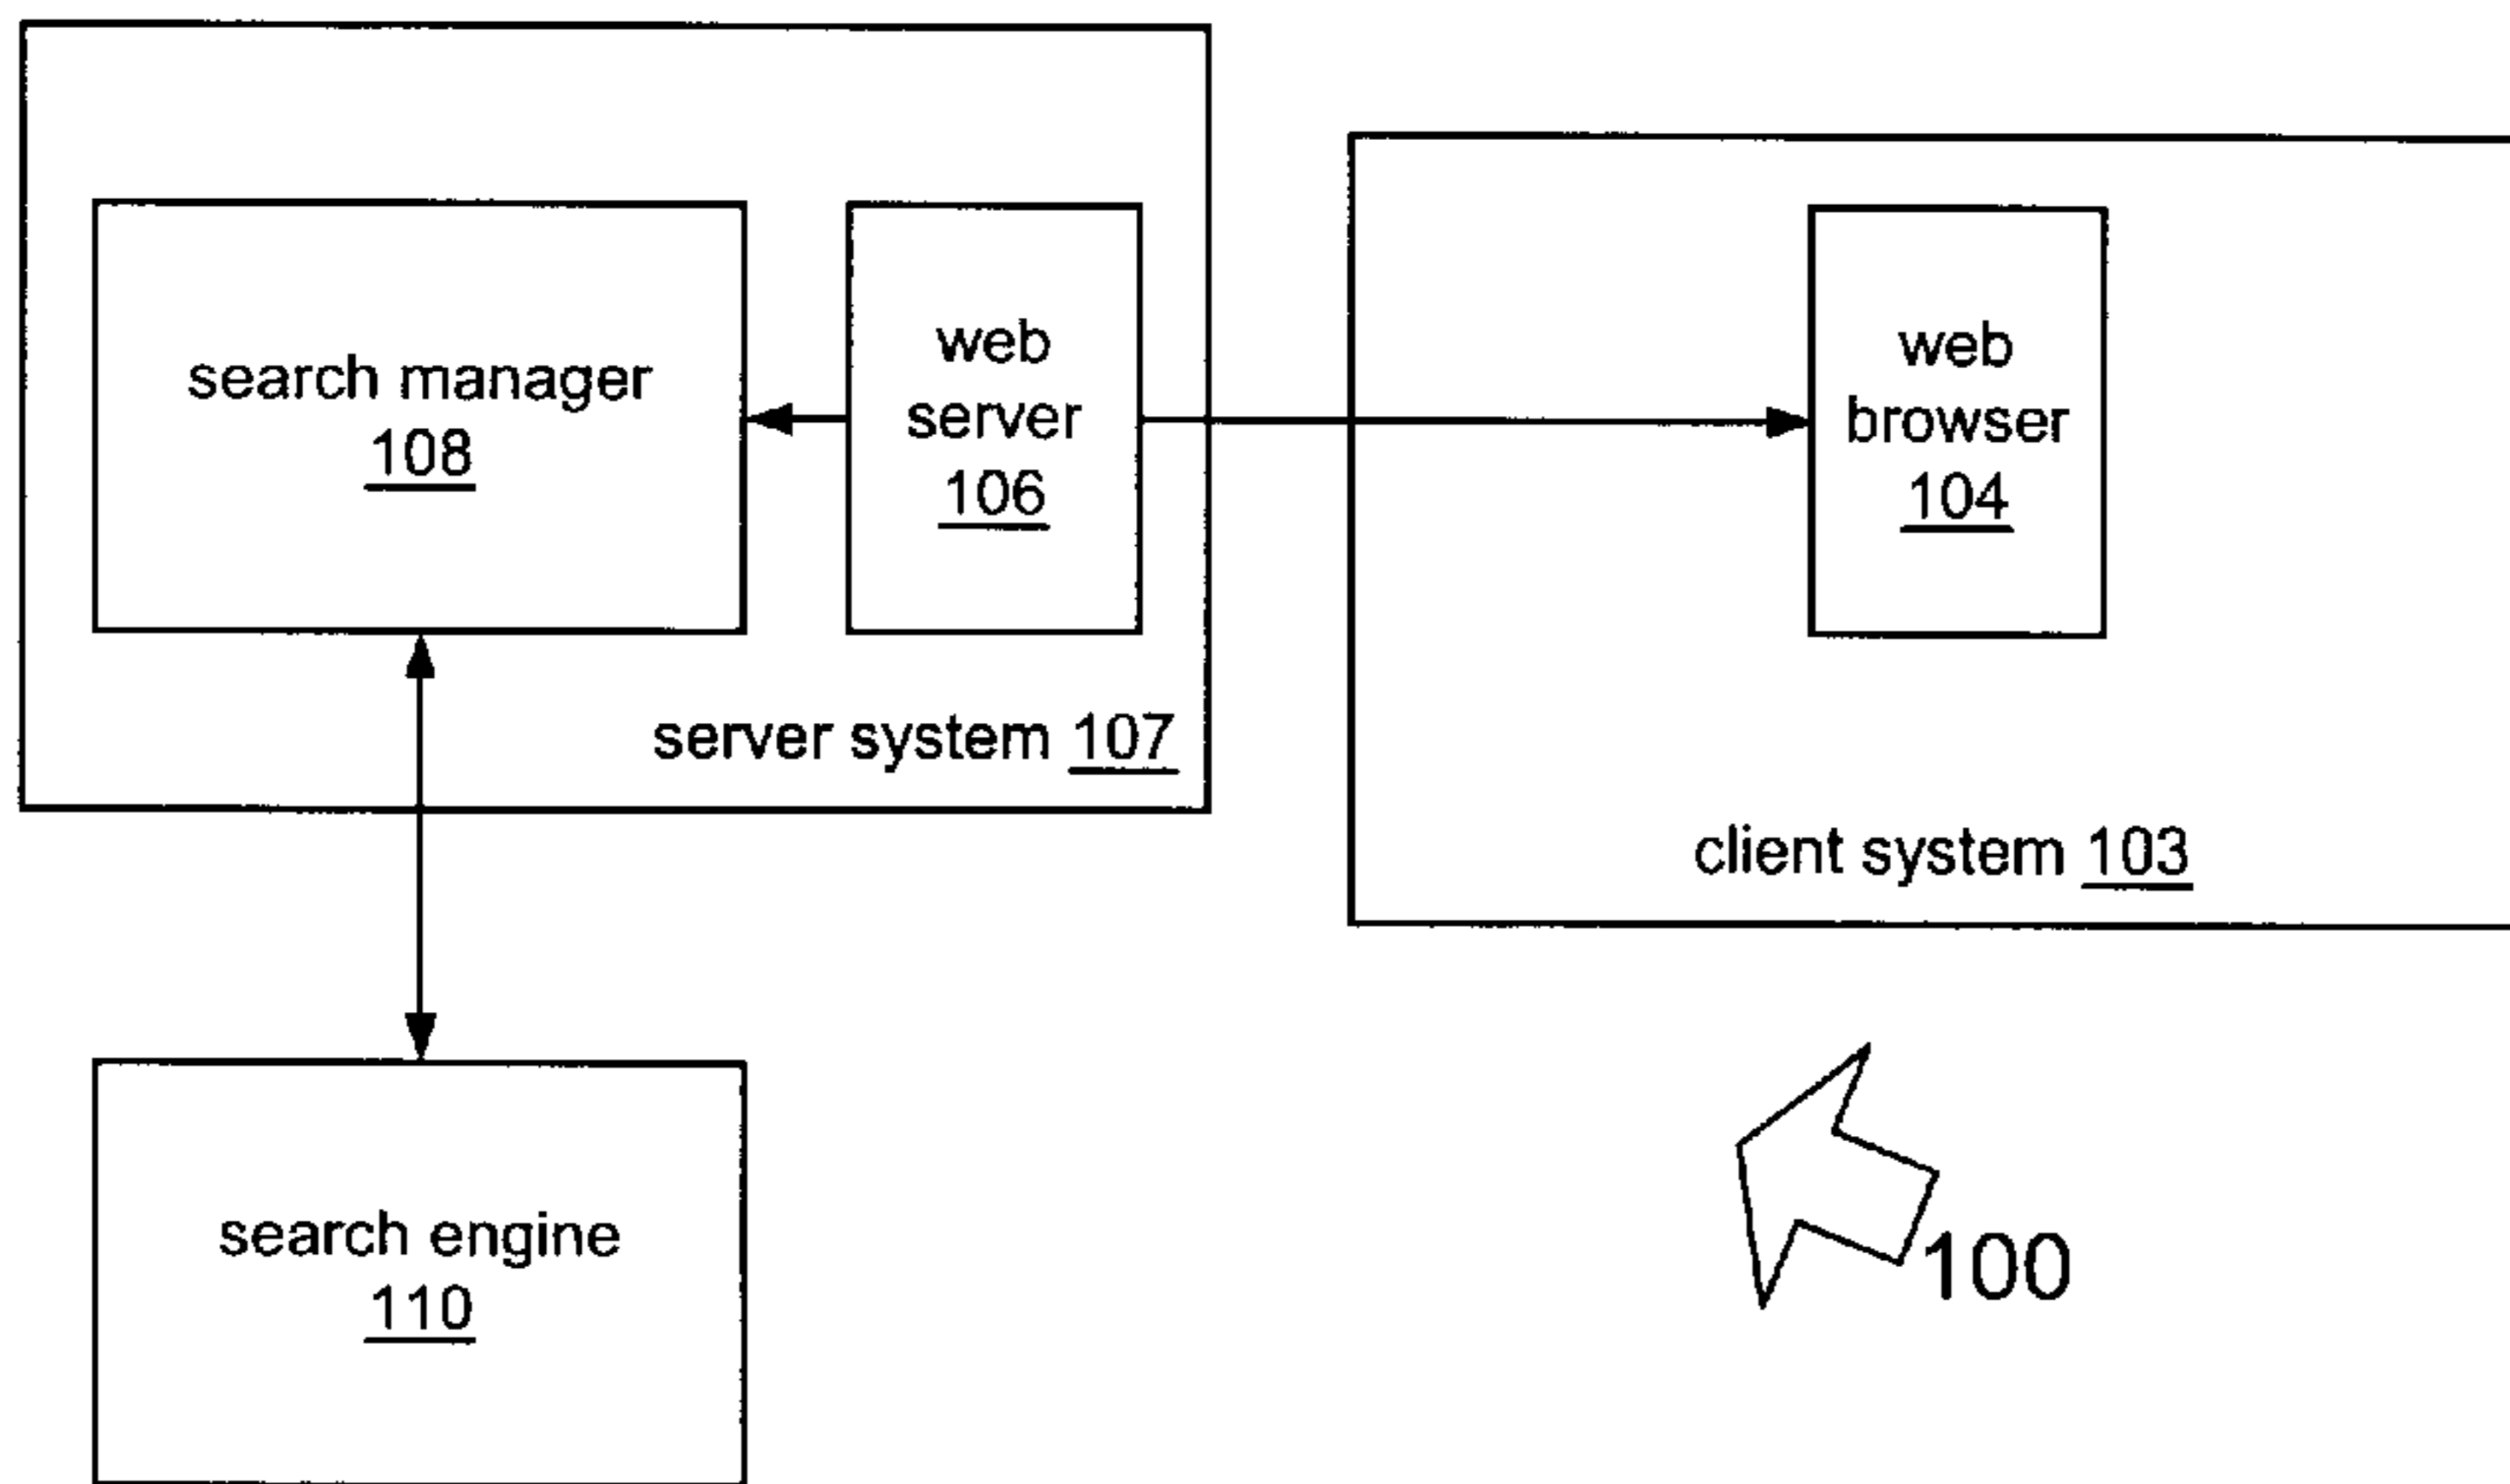 search manager
108
web
server
106
server system 107
web
browser
104
client system 103
search engine
110
100